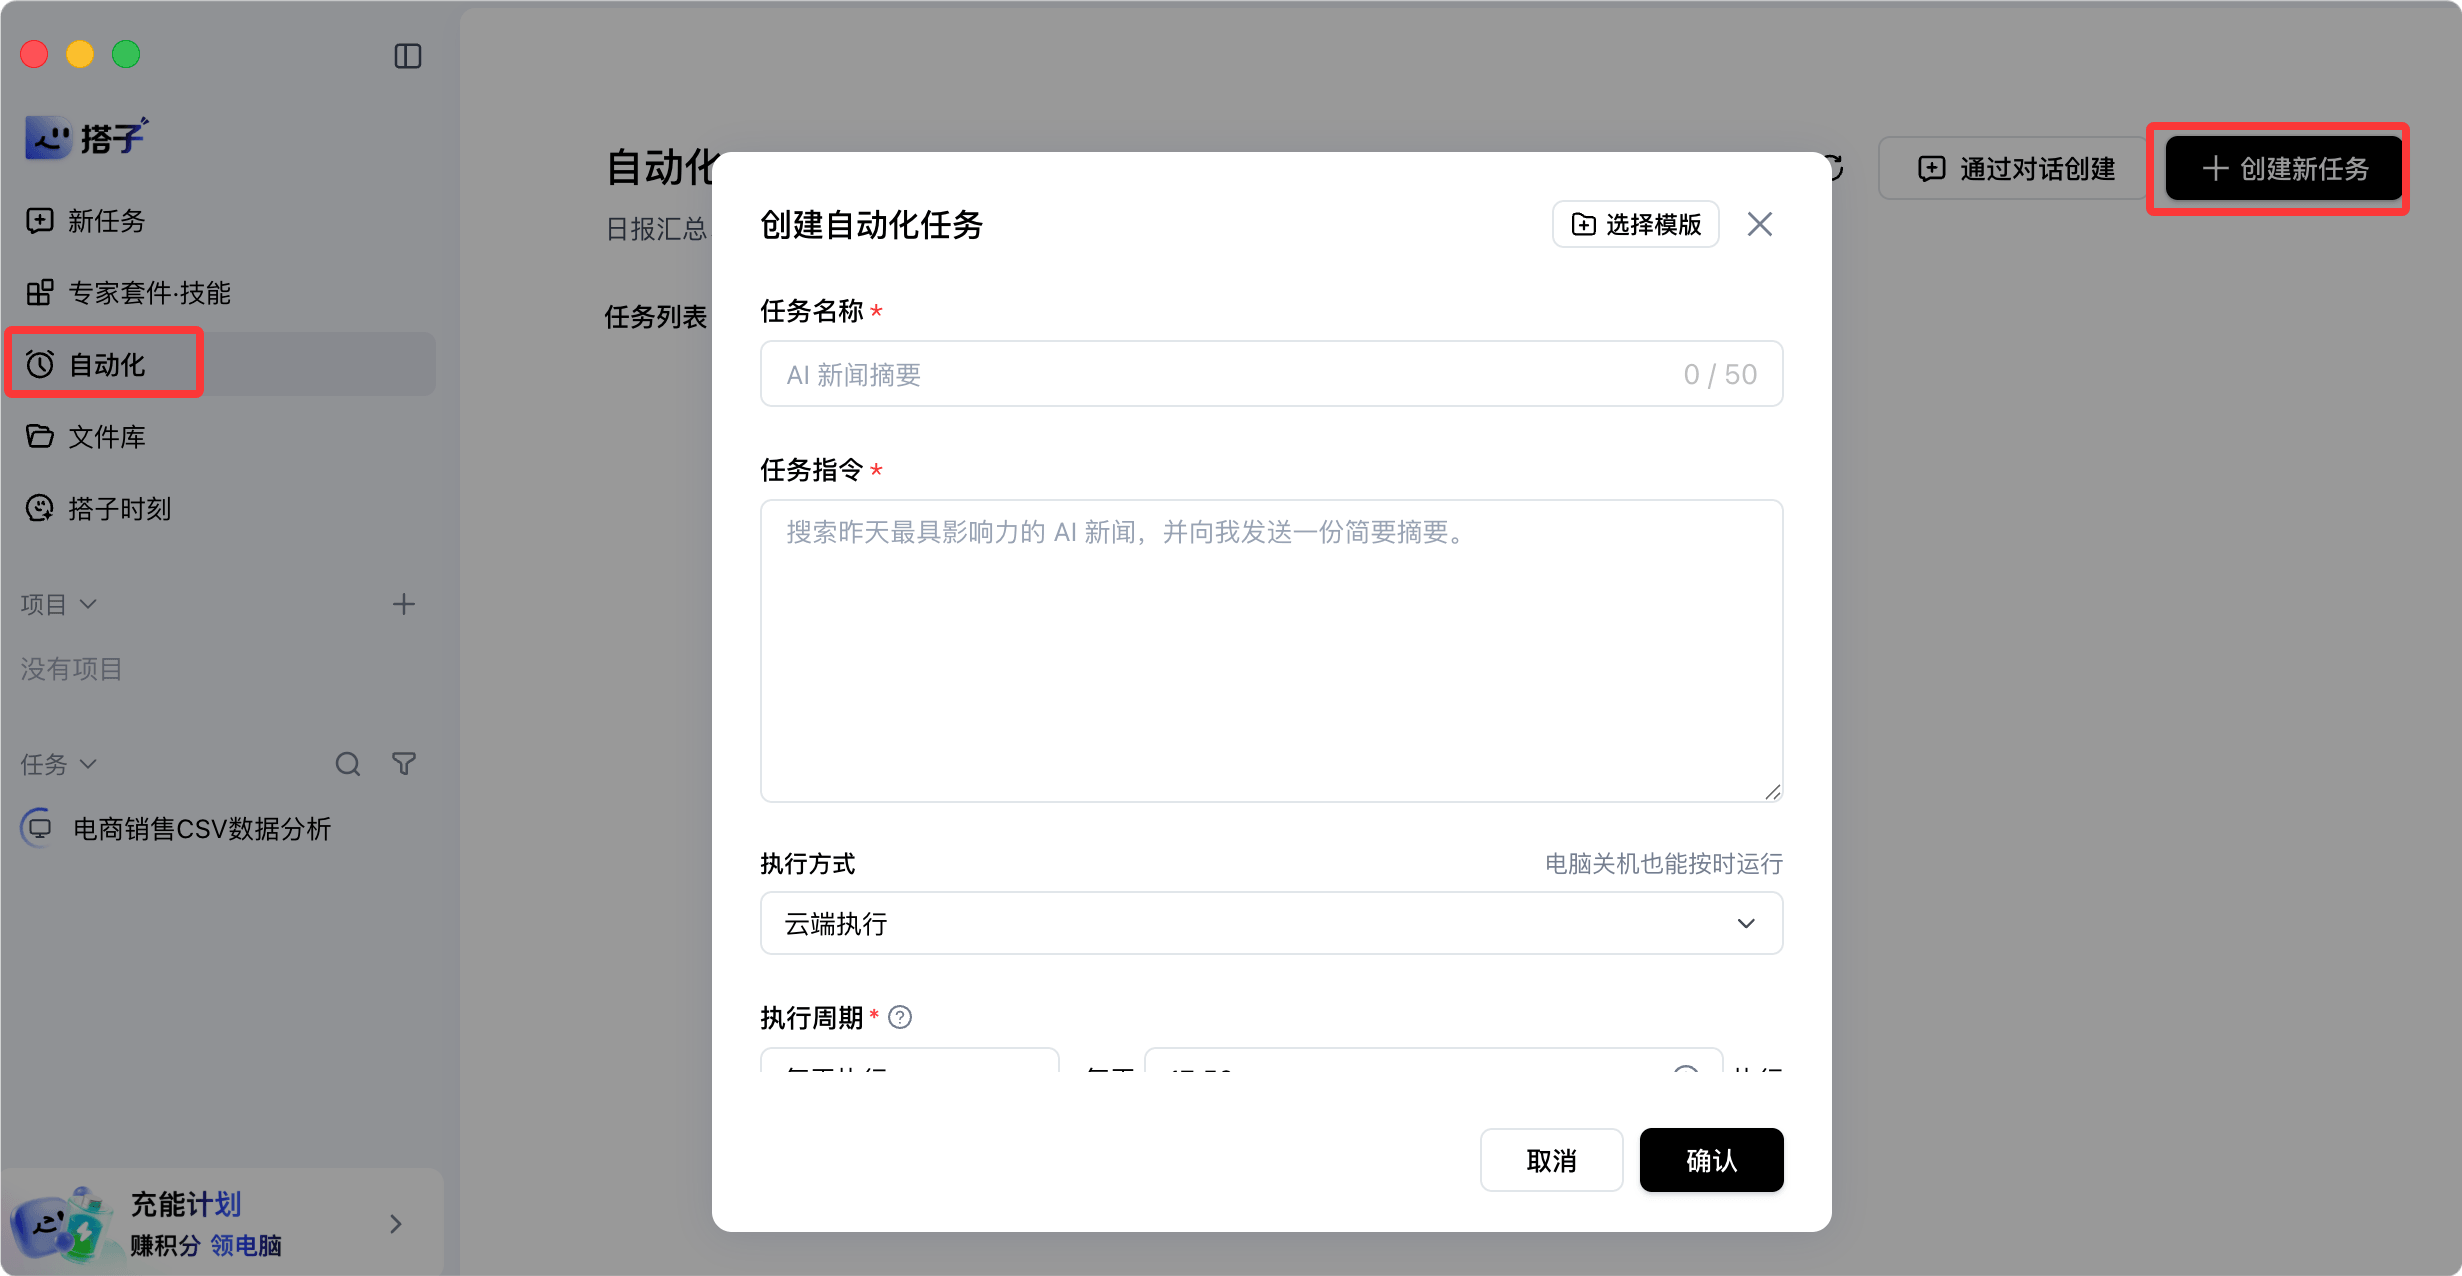 搭子
新任务
专家套件·技能
自动化
文件库
搭子时刻
项目
没有项目
任务
电商销售CSV数据分析
充能计划
赚积分 领电脑
自动化
日报汇总
任务列表
通过对话创建
创建新任务
创建自动化任务
选择模版
任务名称 *
AI 新闻摘要
0 / 50
任务指令 *
搜索昨天最具影响力的 AI 新闻，并向我发送一份简要摘要。
执行方式
电脑关机也能按时运行
云端执行
执行周期 *
取消
确认